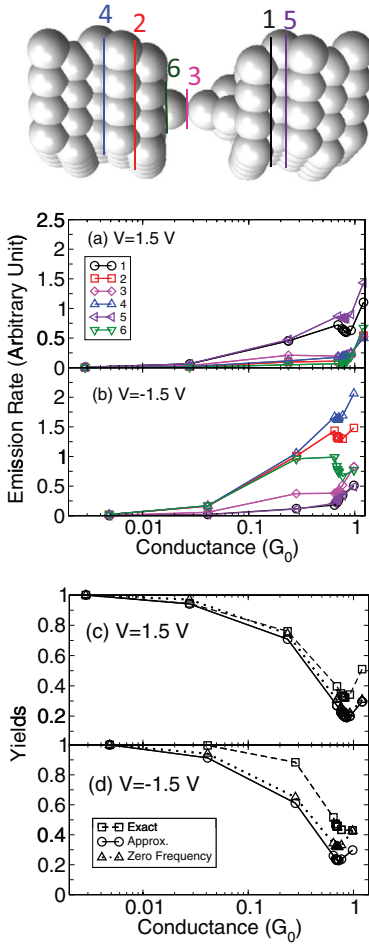 4 2 6 3 1 5
2.5
(a) V=1.5 V
2
1.5
1
0.5
0
1
2
3
4
5
6
2
(b) V=-1.5 V
1.5
1
0.5
0
Emission Rate (Arbitrary Unit)
0.01 0.1 1
Conductance (G0)
1
0.8
0.6
0.4
0.2
(c) V=1.5 V
1
0.8
0.6
0.4
0.2
0
(d) V=-1.5 V
Exact
Approx.
Zero Frequency
Yields
0.01 0.1 1
Conductance (G0)